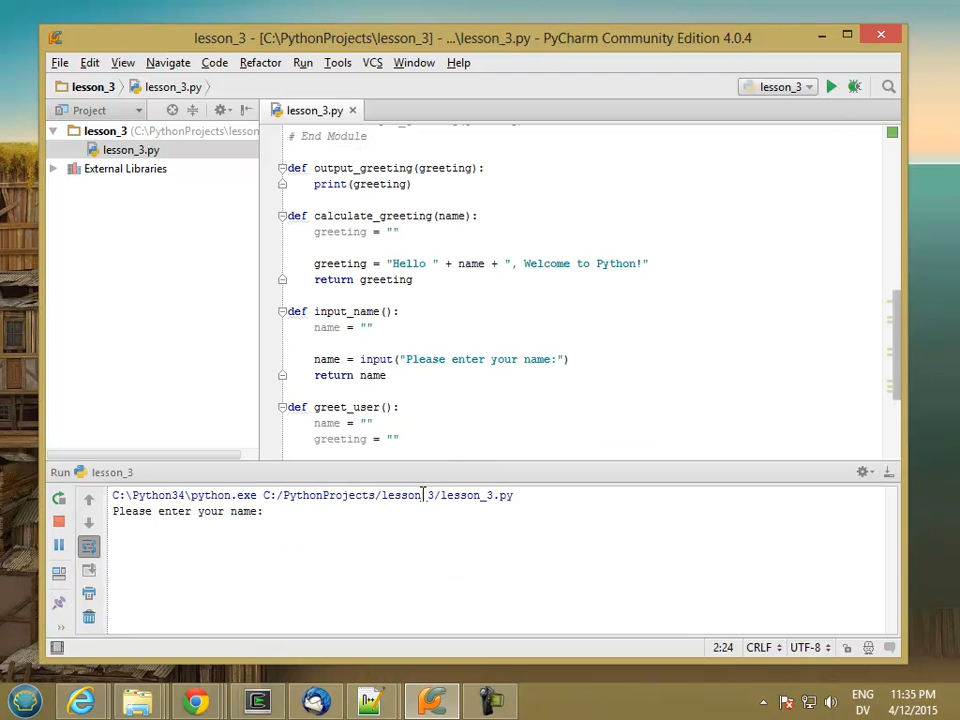 lesson_3 - [C:\PythonProjects\lesson_3] - ...\lesson_3.py - PyCharm Community Edition 4.0.4
File Edit View Navigate Code Refactor Run Tools VCS Window Help
lesson_3 lesson_3.py lesson_3
Project lesson_3.py
lesson_3 (C:\PythonProjects\lesson
lesson_3.py
External Libraries
# End Module
def output_greeting(greeting):
print(greeting)
def calculate_greeting(name):
greeting = ""
greeting = "Hello " + name + ", Welcome to Python!"
return greeting
def input_name():
name = ""
name = input("Please enter your name:")
return name
def greet_user():
name = ""
greeting = ""
Run lesson_3
C:\Python34\python.exe C:/PythonProjects/lesson_3/lesson_3.py
Please enter your name:
2:24 CRLF UTF-8
ENG 11:35 PM
DV 4/12/2015